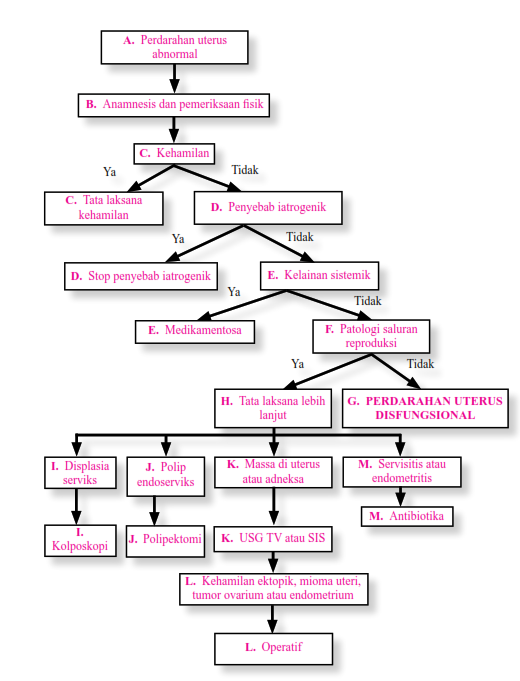 A. Perdarahan uterus
abnormal
B. Anamnesis dan pemeriksaan fisik
C. Kehamilan
Ya
Tidak
C. Tata laksana
kehamilan
D. Penyebab iatrogenik
Ya
Tidak
D. Stop penyebab iatrogenik
E. Kelainan sistemik
Ya
Tidak
E. Medikamentosa
F. Patologi saluran
reproduksi
Ya
Tidak
H. Tata laksana lebih
lanjut
G. PERDARAHAN UTERUS
DISFUNGSIONAL
I. Displasia
serviks
J. Polip
endoserviks
K. Massa di uterus
atau adneksa
M. Servisitis atau
endometritis
I.
Kolposkopi
J. Polipektomi
K. USG TV atau SIS
M. Antibiotika
L. Kehamilan ektopik, mioma uteri,
tumor ovarium atau endometrium
L. Operatif